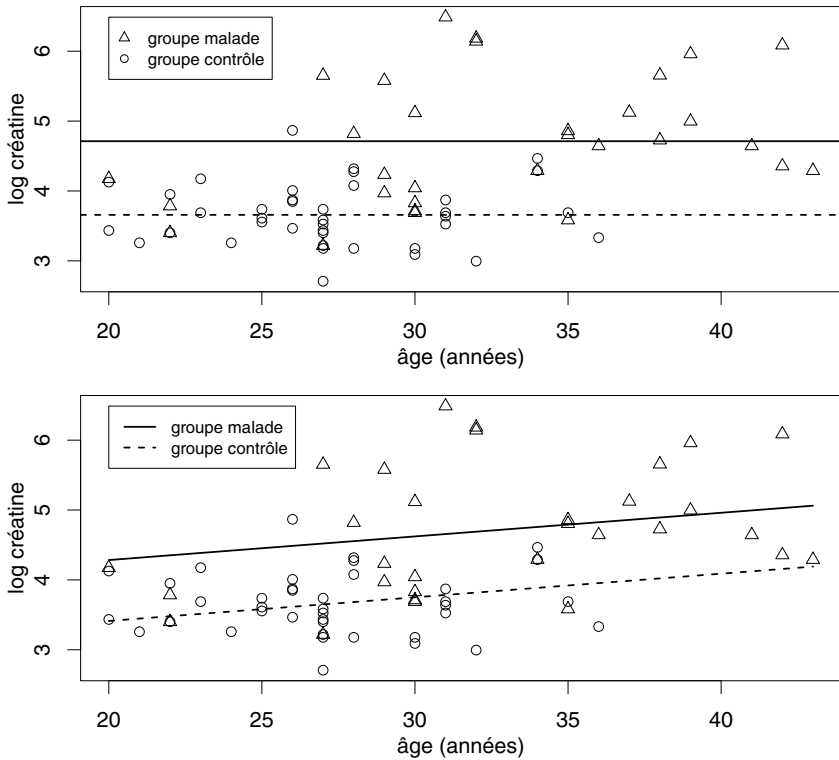 groupe malade
groupe contrôle
log créatine
6
5
4
3
20 25 30 35 40
âge (années)
groupe malade
groupe contrôle
log créatine
6
5
4
3
20 25 30 35 40
âge (années)